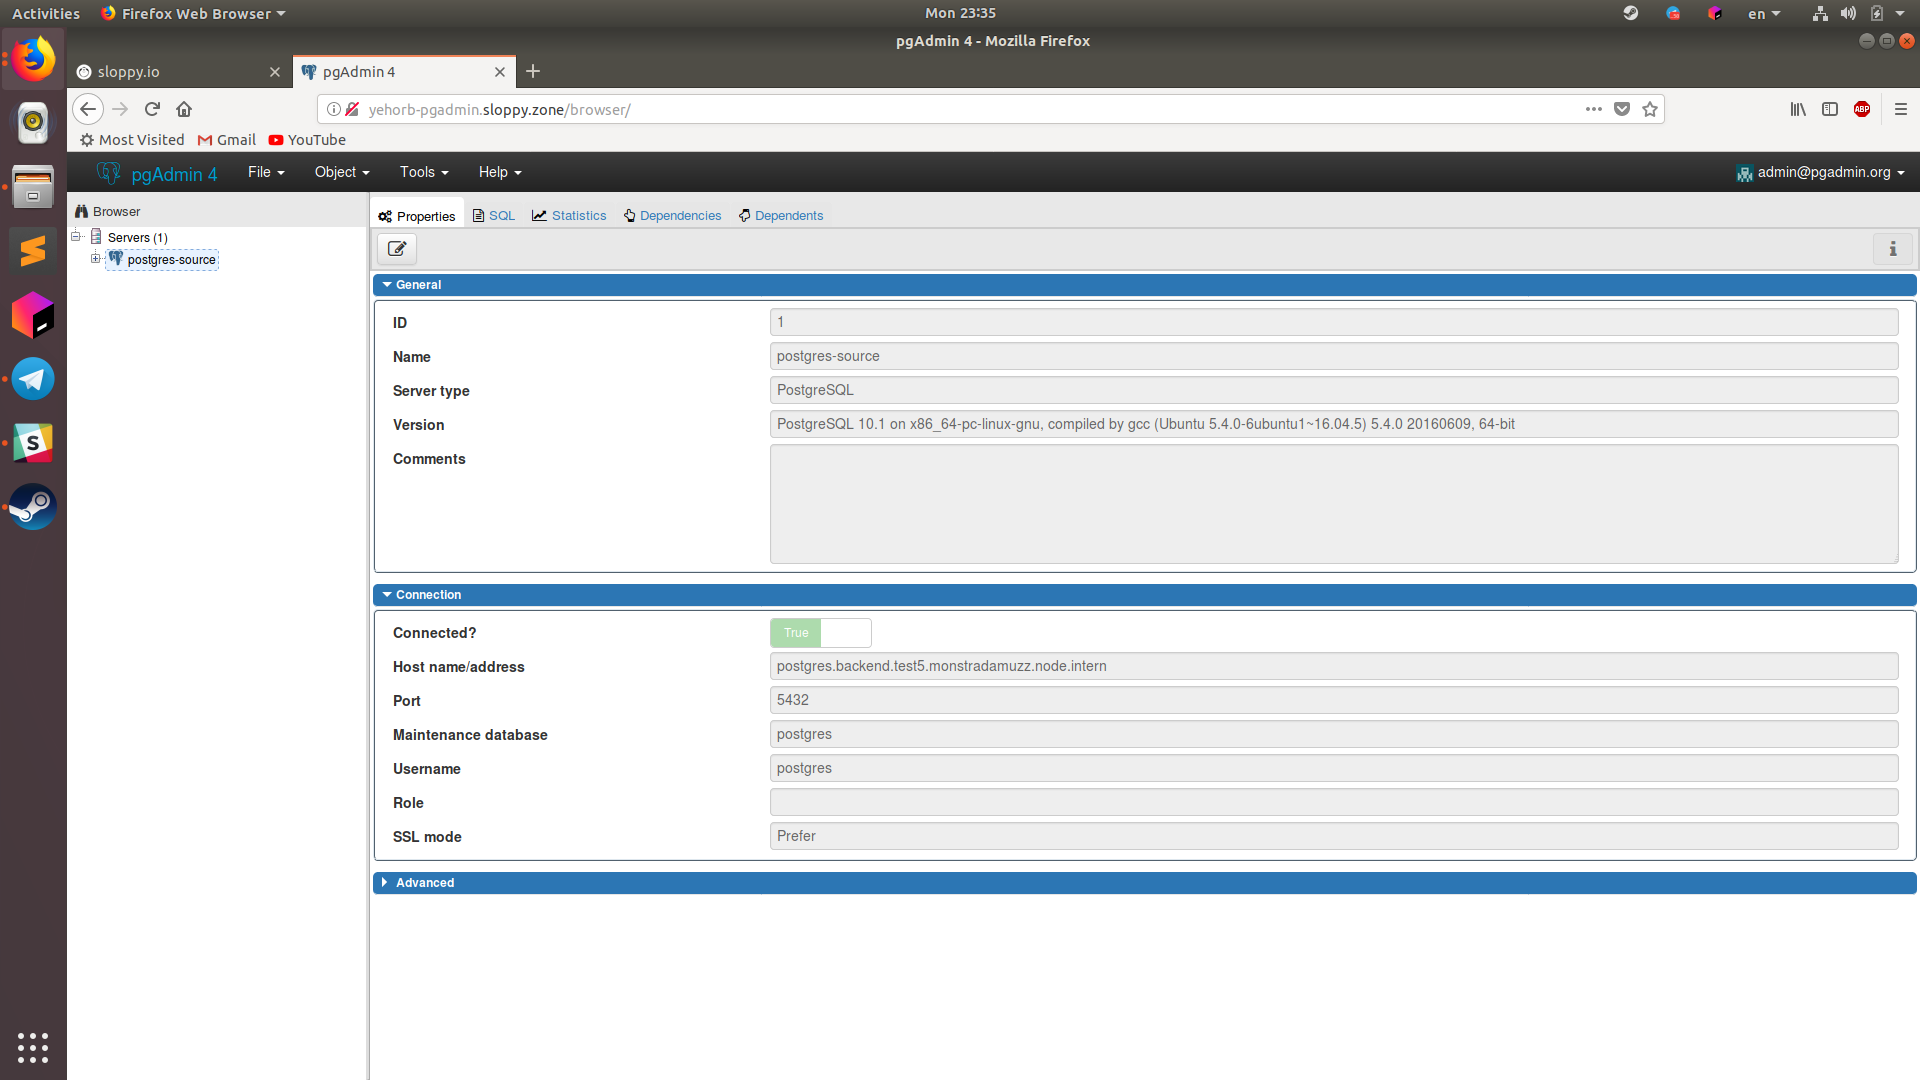 Activities Firefox Web Browser Mon 23:35 en
pgAdmin 4 - Mozilla Firefox
sloppy.io pgAdmin 4
yehorb-pgadmin.sloppy.zone/browser/ ABP
Most Visited Gmail YouTube
pgAdmin 4 File Object Tools Help admin@pgadmin.org
Browser
Servers (1)
postgres-source
Properties SQL Statistics Dependencies Dependents
General
ID 1
Name postgres-source
Server type PostgreSQL
Version PostgreSQL 10.1 on x86_64-pc-linux-gnu, compiled by gcc (Ubuntu 5.4.0-6ubuntu1~16.04.5) 5.4.0 20160609, 64-bit
Comments
Connection
Connected? True
Host name/address postgres.backend.test5.monstradamuzz.node.intern
Port 5432
Maintenance database postgres
Username postgres
Role
SSL mode Prefer
Advanced